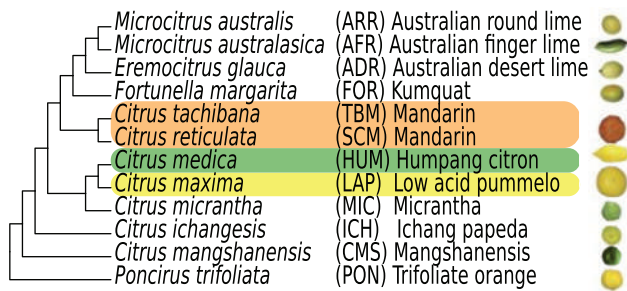 Microcitrus australis (ARR) Australian round lime
Microcitrus australasica (AFR) Australian finger lime
Eremocitrus glauca (ADR) Australian desert lime
Fortunella margarita (FOR) Kumquat
Citrus tachibana (TBM) Mandarin
Citrus reticulata (SCM) Mandarin
Citrus medica (HUM) Humpang citron
Citrus maxima (LAP) Low acid pummelo
Citrus micrantha (MIC) Micrantha
Citrus ichangesis (ICH) Ichang papeda
Citrus mangshanensis (CMS) Mangshanensis
Poncirus trifoliata (PON) Trifoliate orange